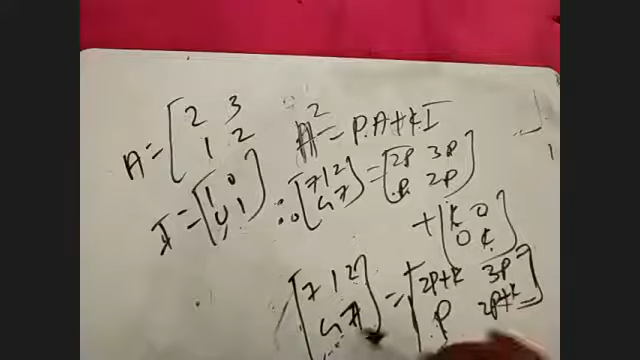 A = [2 3
1 2]
A² = P.A + kI
I = [1 0
0 1]
∴ [7 12
4 7] = [2P 3P
P 2P]
+ [k 0
0 k]
[7 12
4 7] = [2P+k 3P
P 2P+k]